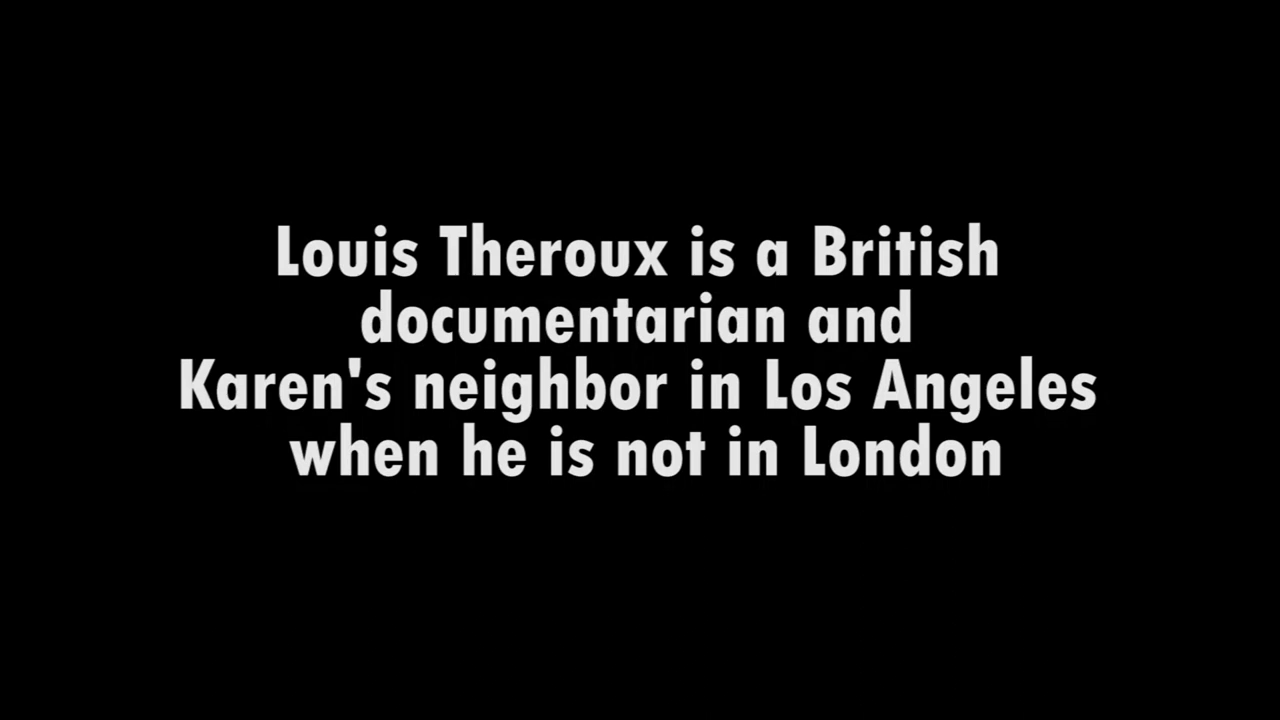 Louis Theroux is a British
documentarian and
Karen's neighbor in Los Angeles
when he is not in London